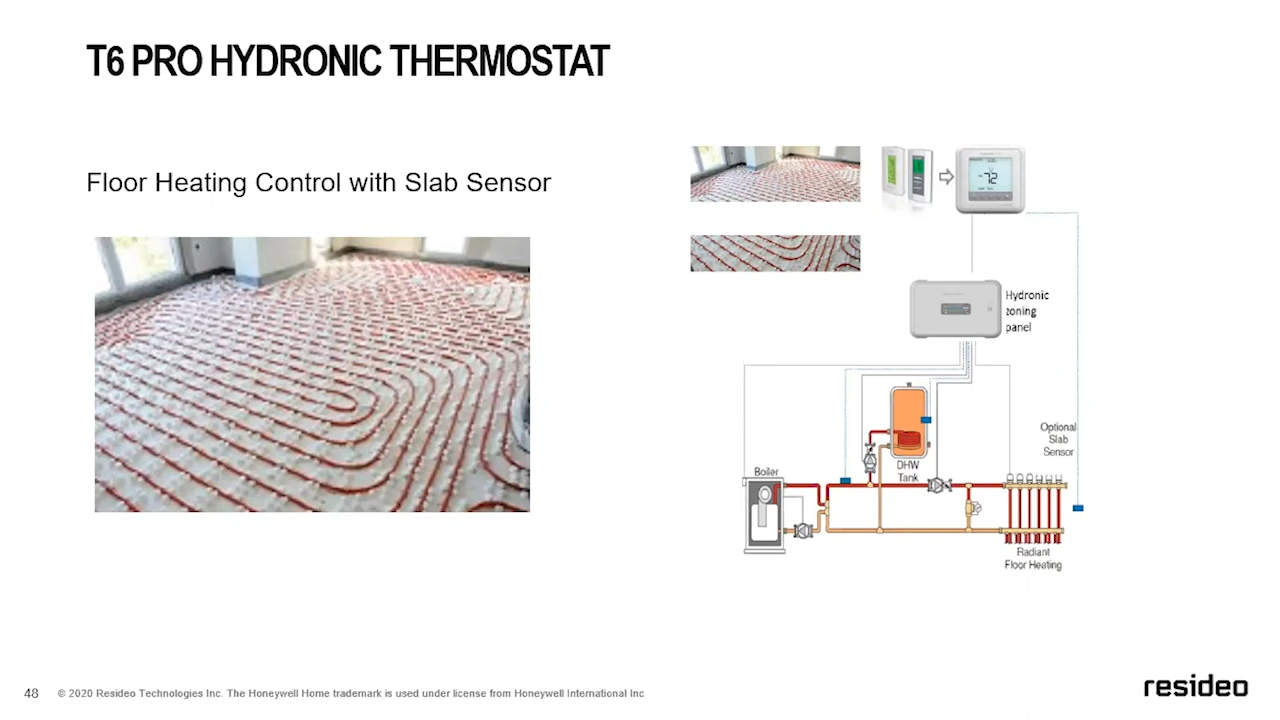 T6 PRO HYDRONIC THERMOSTAT
Floor Heating Control with Slab Sensor
72
Hydronic
zoning
panel
Optional
Slab
Sensor
DHW
Tank
Boiler
Radiant
Floor Heating
48
© 2020 Resideo Technologies Inc. The Honeywell Home trademark is used under license from Honeywell International Inc
resideo